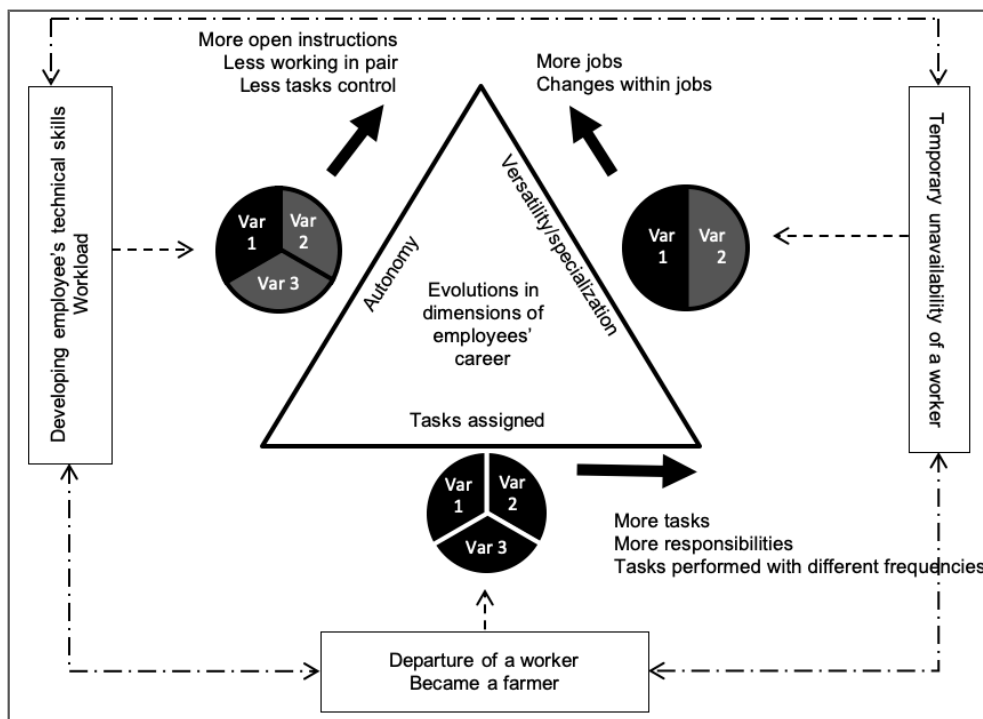 More open instructions
Less working in pair
Less tasks control
More jobs
Changes within jobs
Developing employee's technical skills
Workload
Var
1
Var
2
Var 3
Autonomy
Versatility/specialization
Var
1
Var
2
Temporary unavailability of a worker
Evolutions in
dimensions of
employees'
career
Tasks assigned
Var
1
Var
2
Var 3
More tasks
More responsibilities
Tasks performed with different frequencies
Departure of a worker
Became a farmer